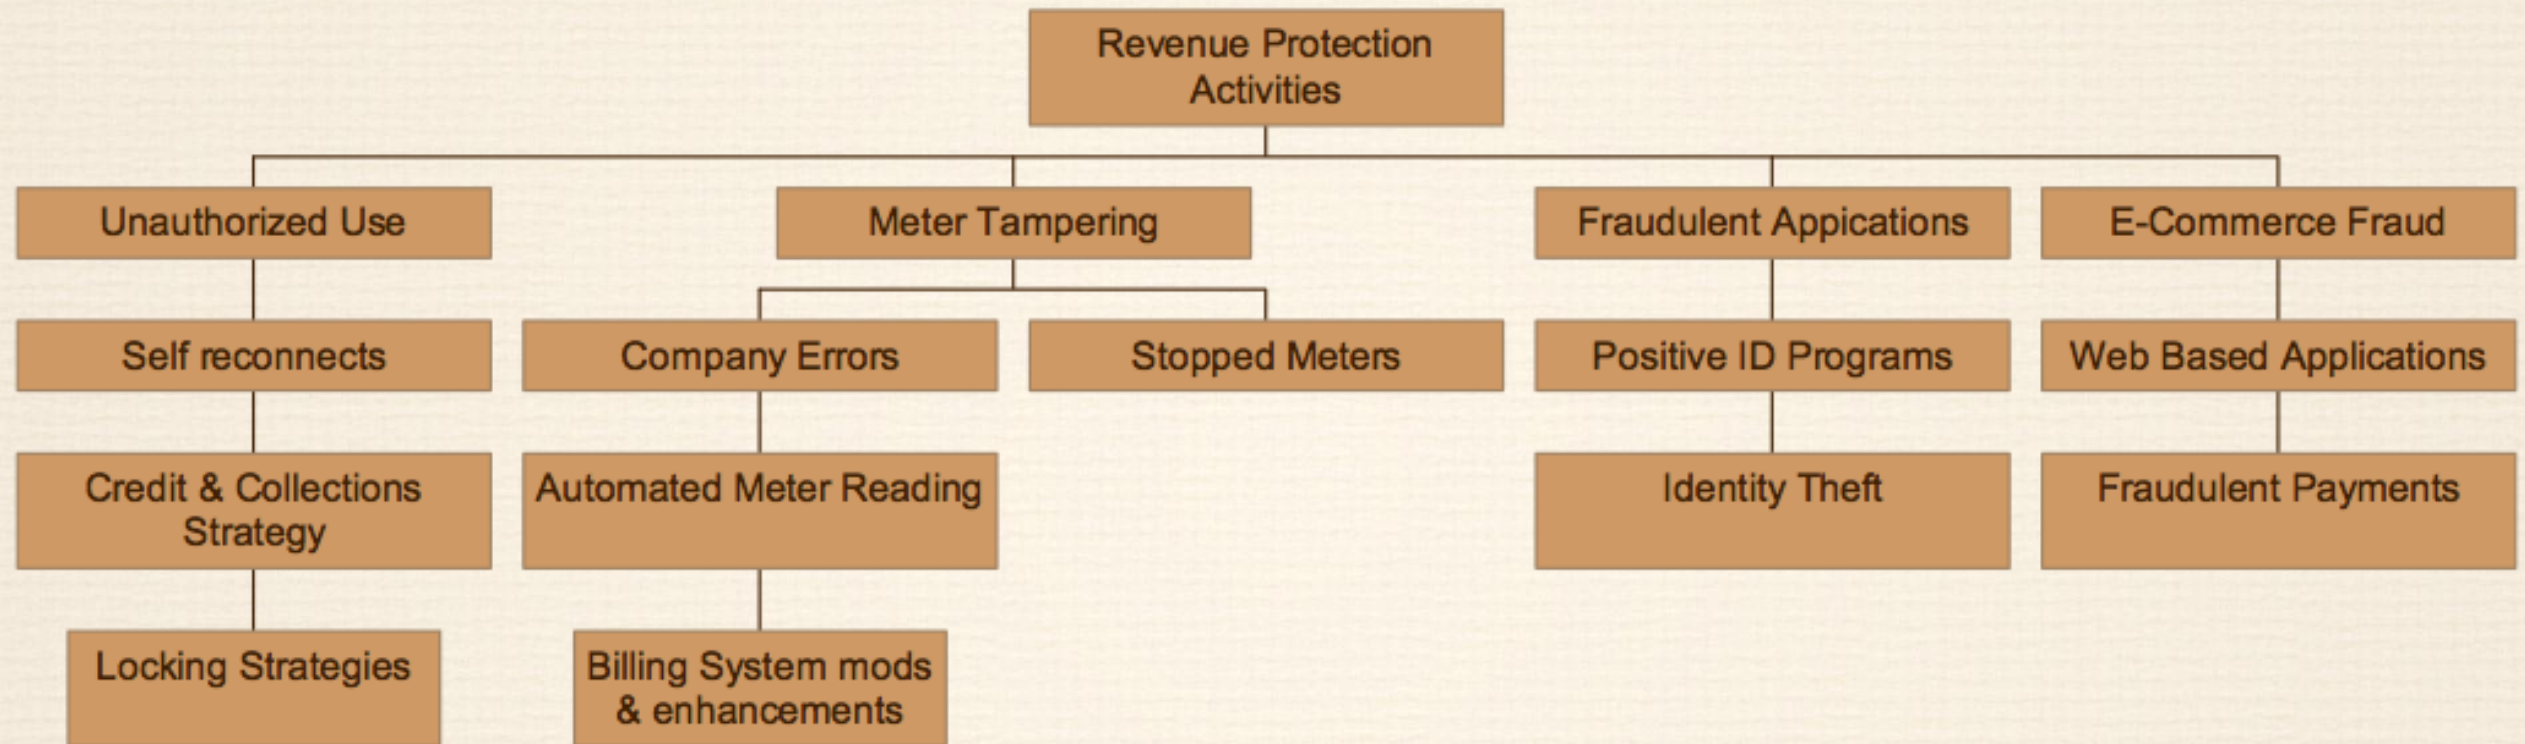 Revenue Protection
Activities
Unauthorized Use
Meter Tampering
Fraudulent Appications
E-Commerce Fraud
Self reconnects
Company Errors
Stopped Meters
Positive ID Programs
Web Based Applications
Credit & Collections
Strategy
Automated Meter Reading
Identity Theft
Fraudulent Payments
Locking Strategies
Billing System mods
& enhancements